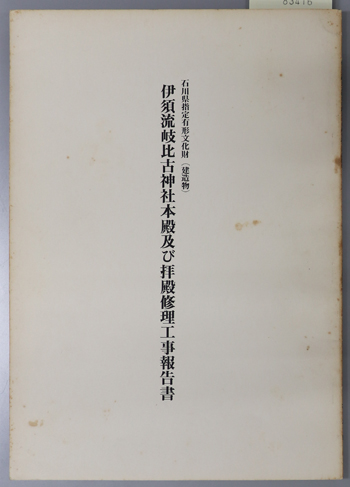 石川県指定有形文化財（建造物）
伊須流岐比古神社本殿及び拝殿修理工事報告書
83416